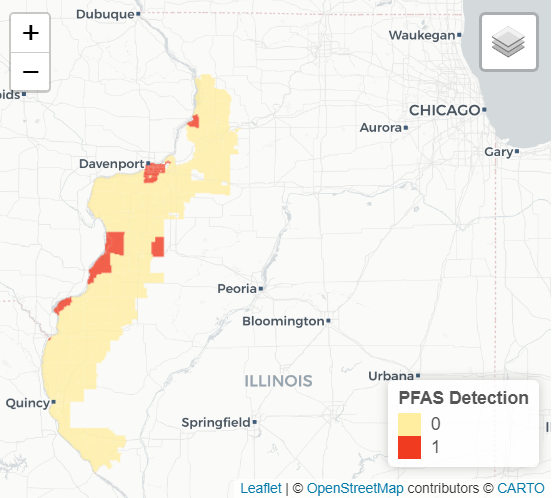 +
Dubuque
Waukegan
−
pids
CHICAGO
Aurora
Gary
Davenport
Peoria
Bloomington
ILLINOIS
Urbana
PFAS Detection
Quincy
0
Springfield
1
Leaflet | © OpenStreetMap contributors © CARTO